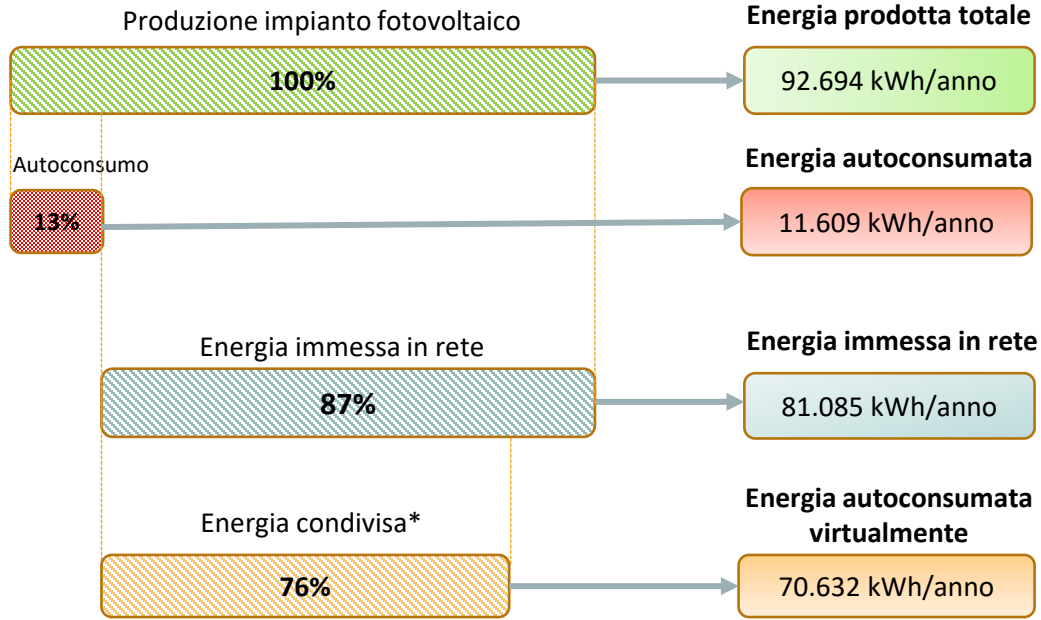 Produzione impianto fotovoltaico
Energia prodotta totale
100%
92.694 kWh/anno
Autoconsumo
Energia autoconsumata
13%
11.609 kWh/anno
Energia immessa in rete
Energia immessa in rete
87%
81.085 kWh/anno
Energia condivisa*
Energia autoconsumata
virtualmente
76%
70.632 kWh/anno